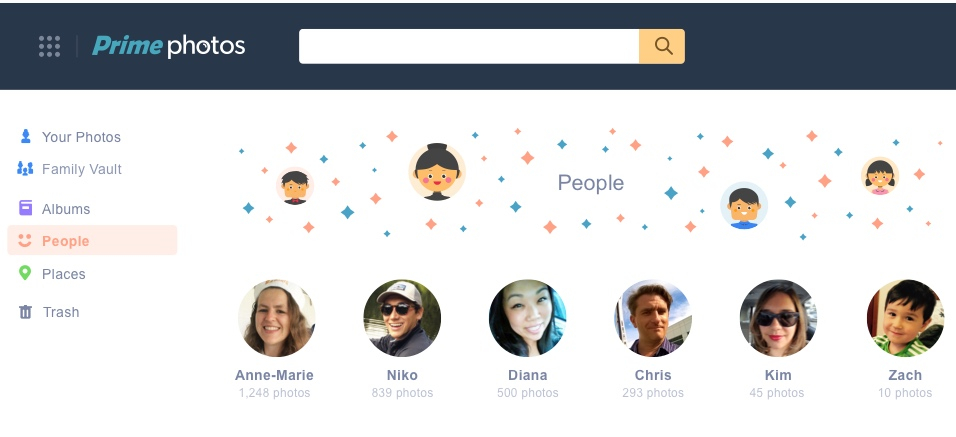 Prime photos
Your Photos
Family Vault
Albums
People
Places
Trash
People
Anne-Marie
1,248 photos
Niko
839 photos
Diana
500 photos
Chris
293 photos
Kim
45 photos
Zach
10 photos